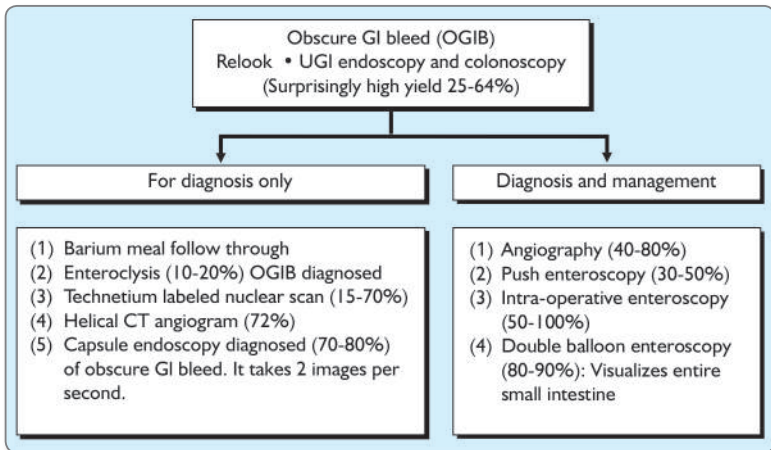 Obscure GI bleed (OGIB)
Relook • UGI endoscopy and colonoscopy
(Surprisingly high yield 25-64%)
For diagnosis only
Diagnosis and management
(1) Barium meal follow through
(2) Enteroclysis (10-20%) OGIB diagnosed
(3) Technetium labeled nuclear scan (15-70%)
(4) Helical CT angiogram (72%)
(5) Capsule endoscopy diagnosed (70-80%)
of obscure GI bleed. It takes 2 images per
second.
(1) Angiography (40-80%)
(2) Push enteroscopy (30-50%)
(3) Intra-operative enteroscopy
(50-100%)
(4) Double balloon enteroscopy
(80-90%): Visualizes entire
small intestine